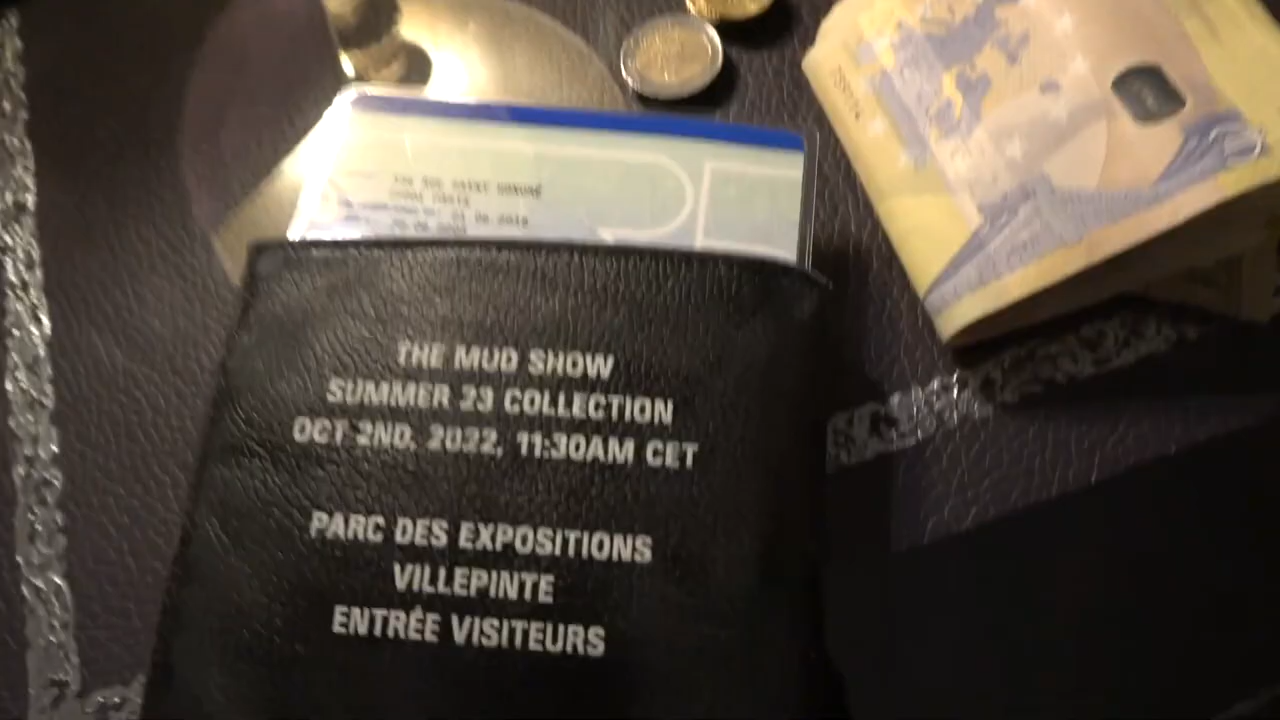 THE MUD SHOW
SUMMER 23 COLLECTION
OCT 2ND, 2022, 11:30AM CET
PARC DES EXPOSITIONS
VILLEPINTE
ENTRÉE VISITEURS